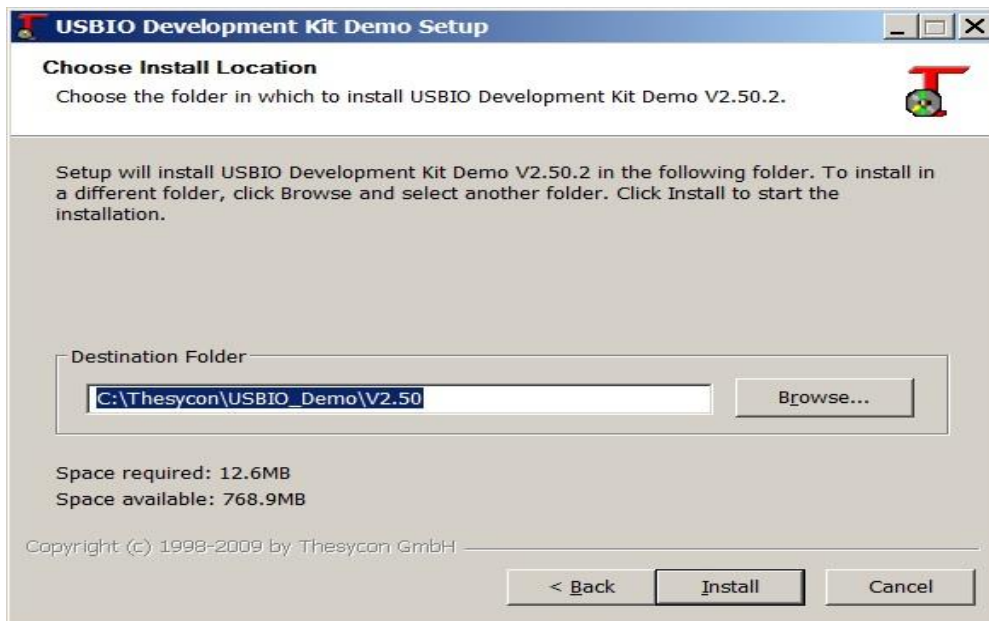 USBIO Development Kit Demo Setup
Choose Install Location
Choose the folder in which to install USBIO Development Kit Demo V2.50.2.
Setup will install USBIO Development Kit Demo V2.50.2 in the following folder. To install in
a different folder, click Browse and select another folder. Click Install to start the
installation.
Destination Folder
C:\Thesycon\USBIO_Demo\V2.50
Browse...
Space required: 12.6MB
Space available: 768.9MB
Copyright (c) 1998-2009 by Thesycon GmbH
< Back
Install
Cancel